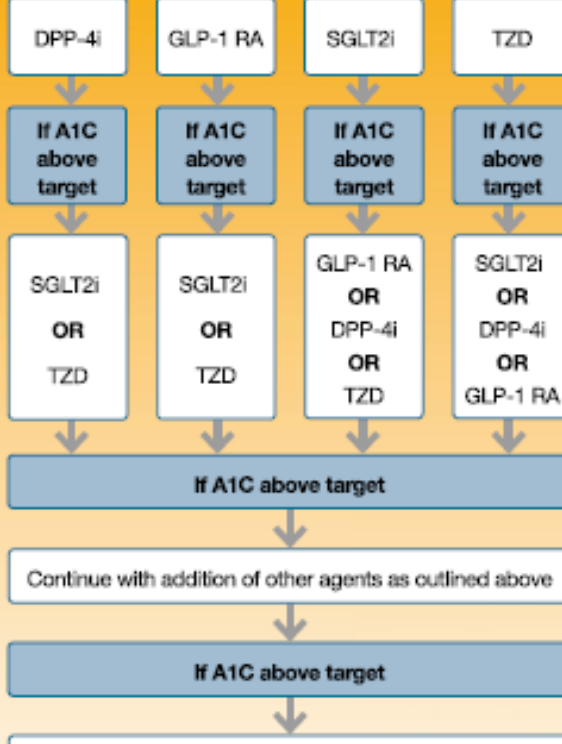 DPP-4i
GLP-1 RA
SGLT2i
TZD
If A1C
above
target
If A1C
above
target
If A1C
above
target
If A1C
above
target
SGLT2i
OR
TZD
SGLT2i
OR
TZD
GLP-1 RA
OR
DPP-4i
OR
TZD
SGLT2i
OR
DPP-4i
OR
GLP-1 RA
If A1C above target
Continue with addition of other agents as outlined above
If A1C above target